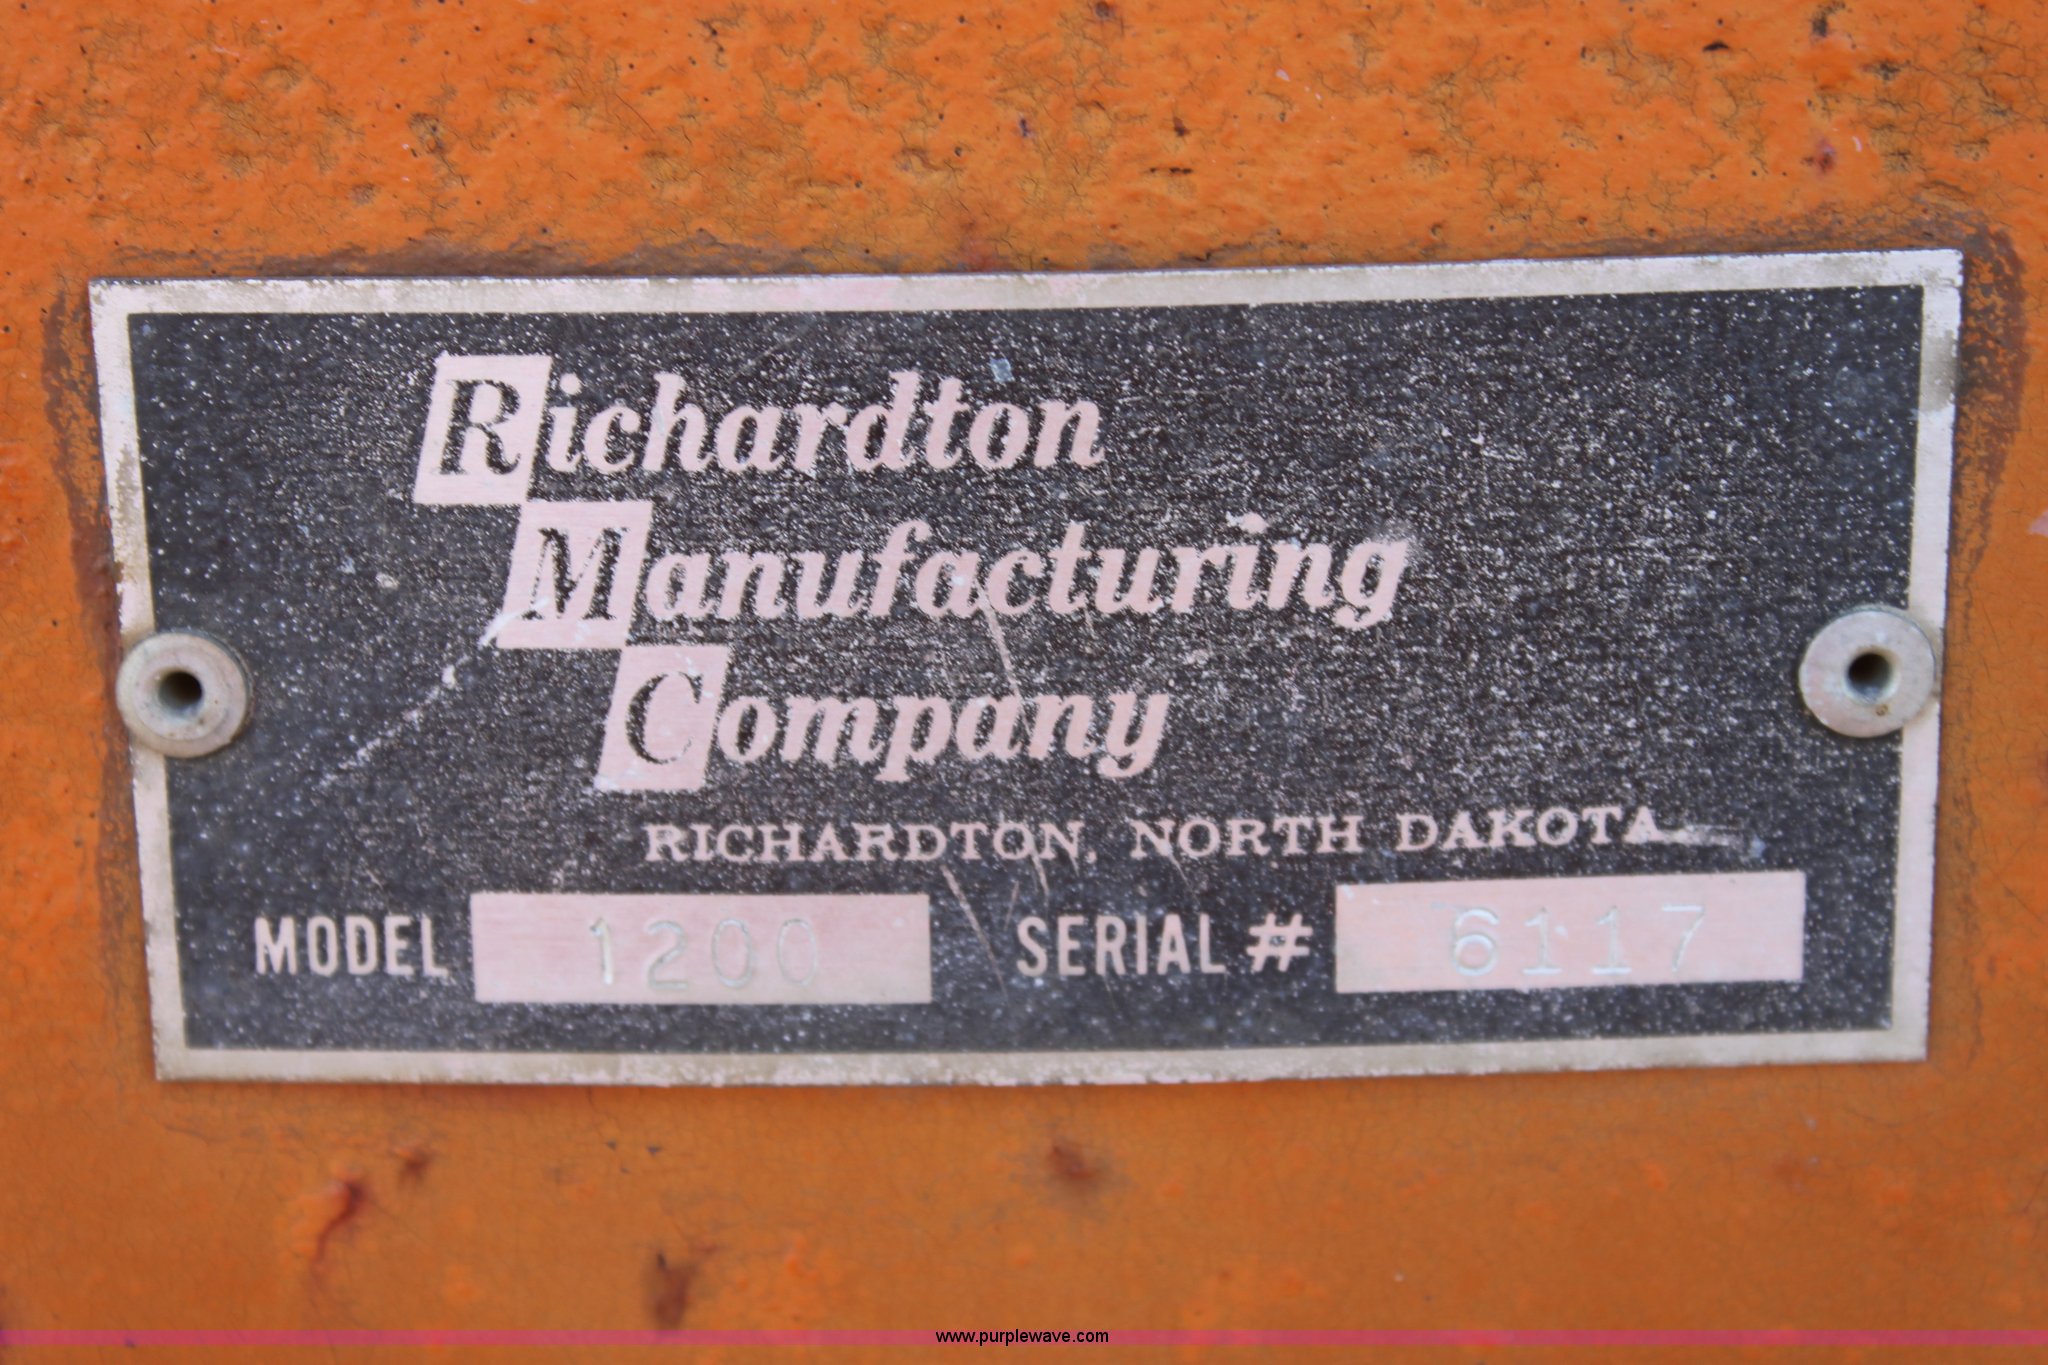 Richardton
Manufacturing
Company
RICHARDTON, NORTH DAKOTA
MODEL 1200 SERIAL # 6117
www.purplewave.com